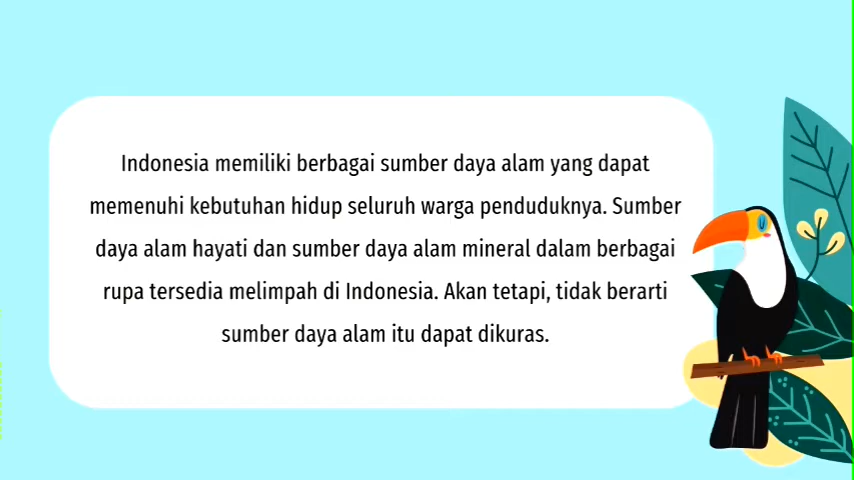 Indonesia memiliki berbagai sumber daya alam yang dapat
memenuhi kebutuhan hidup seluruh warga penduduknya. Sumber
daya alam hayati dan sumber daya alam mineral dalam berbagai
rupa tersedia melimpah di Indonesia. Akan tetapi, tidak berarti
sumber daya alam itu dapat dikuras.